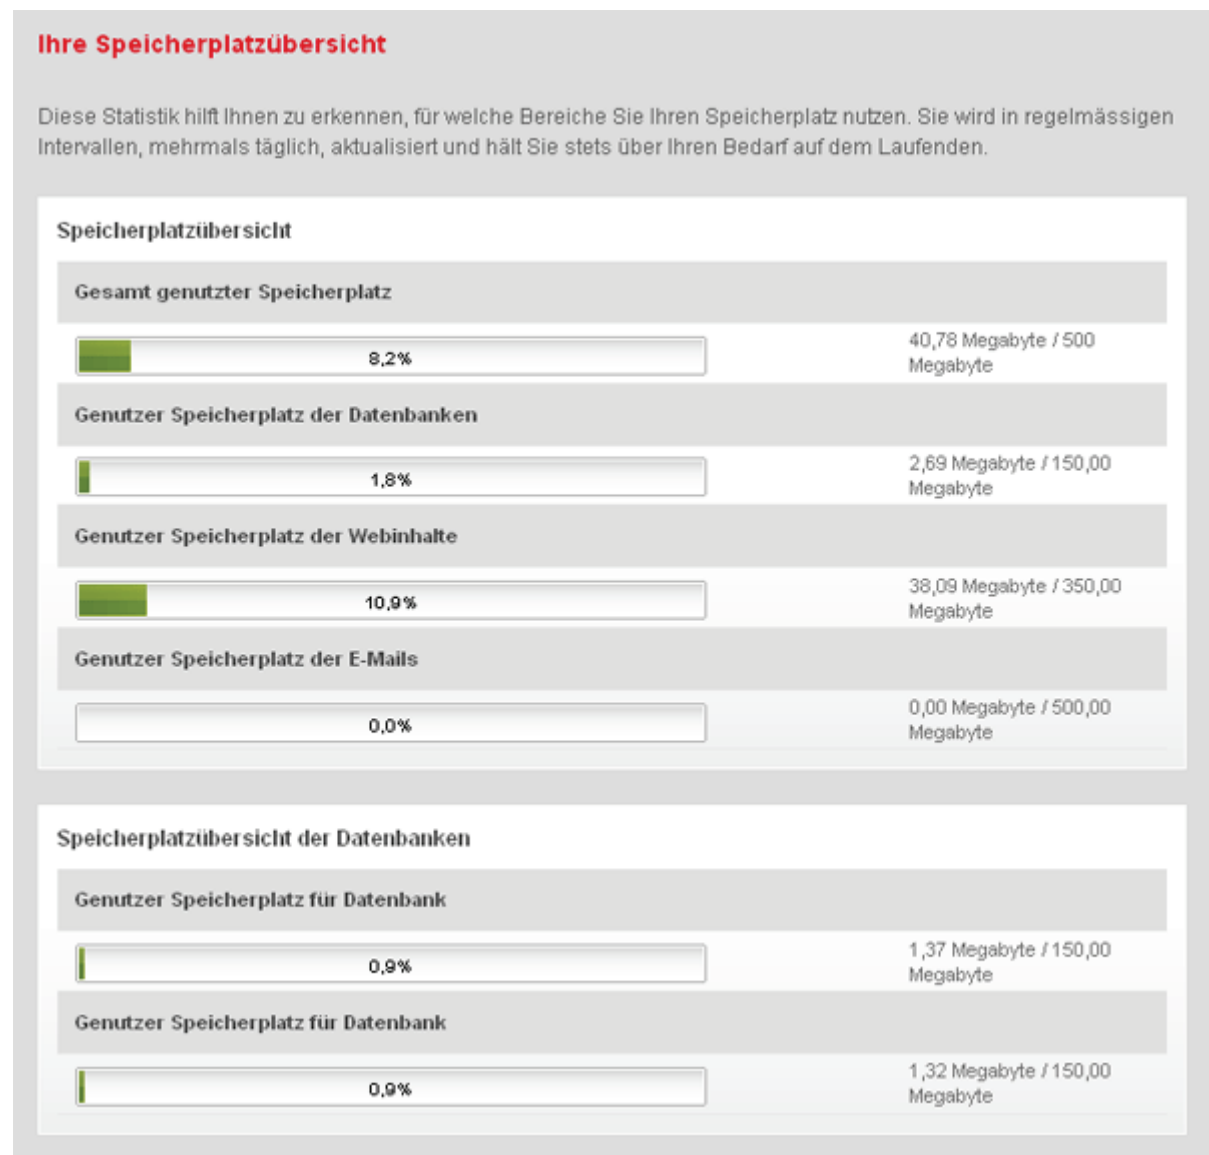 Ihre Speicherplatzübersicht
Diese Statistik hilft Ihnen zu erkennen, für welche Bereiche Sie Ihren Speicherplatz nutzen. Sie wird in regelmässigen
Intervallen, mehrmals täglich, aktualisiert und hält Sie stets über Ihren Bedarf auf dem Laufenden.
Speicherplatzübersicht
Gesamt genutzter Speicherplatz
8,2%
40,78 Megabyte / 500
Megabyte
Genutzer Speicherplatz der Datenbanken
1,8%
2,69 Megabyte / 150,00
Megabyte
Genutzer Speicherplatz der Webinhalte
10,9%
38,09 Megabyte / 350,00
Megabyte
Genutzer Speicherplatz der E-Mails
0,0%
0,00 Megabyte / 500,00
Megabyte
Speicherplatzübersicht der Datenbanken
Genutzer Speicherplatz für Datenbank
0,9%
1,37 Megabyte / 150,00
Megabyte
Genutzer Speicherplatz für Datenbank
0,9%
1,32 Megabyte / 150,00
Megabyte